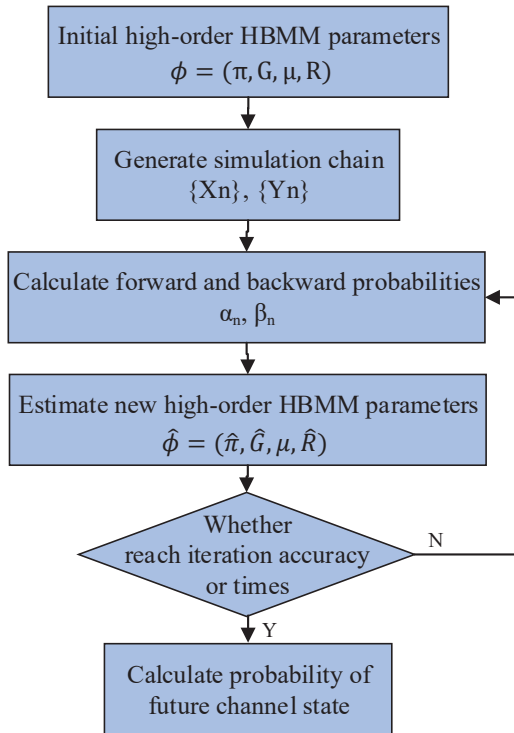 Initial high-order HBMM parameters
ϕ = (π, G, μ, R)
Generate simulation chain
{Xn}, {Yn}
Calculate forward and backward probabilities
αₙ, βₙ
Estimate new high-order HBMM parameters
ϕ̂ = (π̂, Ĝ, μ, R̂)
Whether
reach iteration accuracy
or times
N
Y
Calculate probability of
future channel state